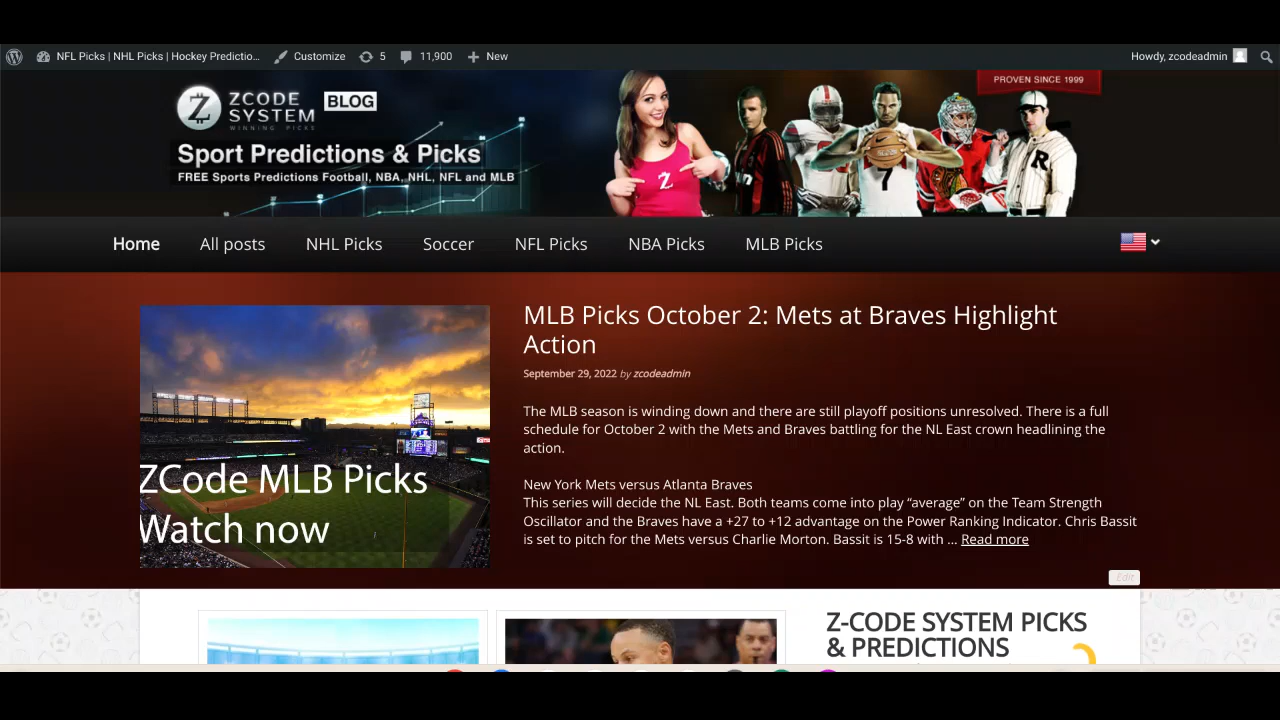 NFL Picks | NHL Picks | Hockey Predictio... Customize 5 11,900 New Howdy, zcodeadmin
PROVEN SINCE 1999
Z ZCODE SYSTEM BLOG
WINNING PICKS
Sport Predictions & Picks
FREE Sports Predictions Football, NBA, NHL, NFL and MLB
Z
7
R
Home All posts NHL Picks Soccer NFL Picks NBA Picks MLB Picks
ZCode MLB Picks
Watch now
MLB Picks October 2: Mets at Braves Highlight
Action
September 29, 2022 by zcodeadmin
The MLB season is winding down and there are still playoff positions unresolved. There is a full
schedule for October 2 with the Mets and Braves battling for the NL East crown headlining the
action.
New York Mets versus Atlanta Braves
This series will decide the NL East. Both teams come into play “average” on the Team Strength
Oscillator and the Braves have a +27 to +12 advantage on the Power Ranking Indicator. Chris Bassit
is set to pitch for the Mets versus Charlie Morton. Bassit is 15-8 with ... Read more
Edit
Z-CODE SYSTEM PICKS
& PREDICTIONS